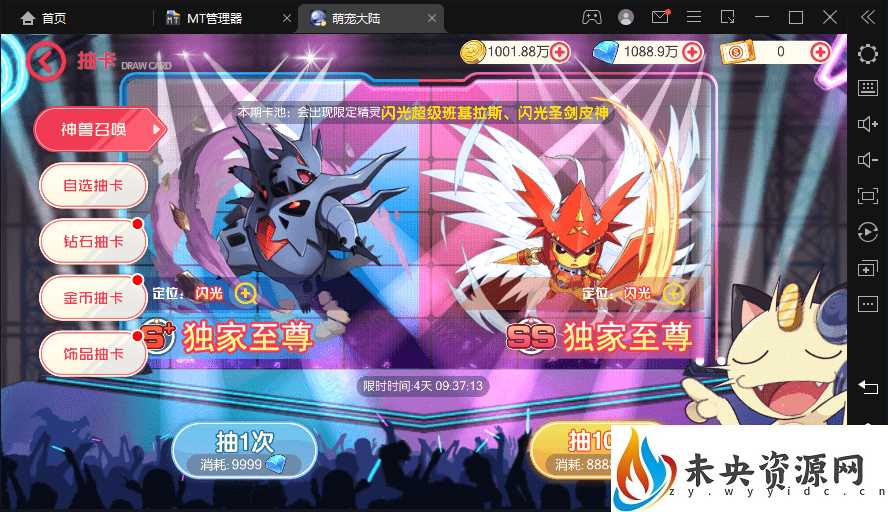 首页
MT管理器
萌宠大陆
抽卡 DRAW CARD
1001.88万
1088.9万
0
本期卡池：会出现限定精灵闪光超级班基拉斯、闪光圣剑皮神
神兽召唤
自选抽卡
钻石抽卡
金币抽卡
饰品抽卡
定位：闪光
定位：闪光
S+ 独家至尊
SS 独家至尊
限时时间:4天 09:37:13
抽1次
消耗: 9999
抽10
消耗: 888
未央资源网
zy.wyyidc.cn